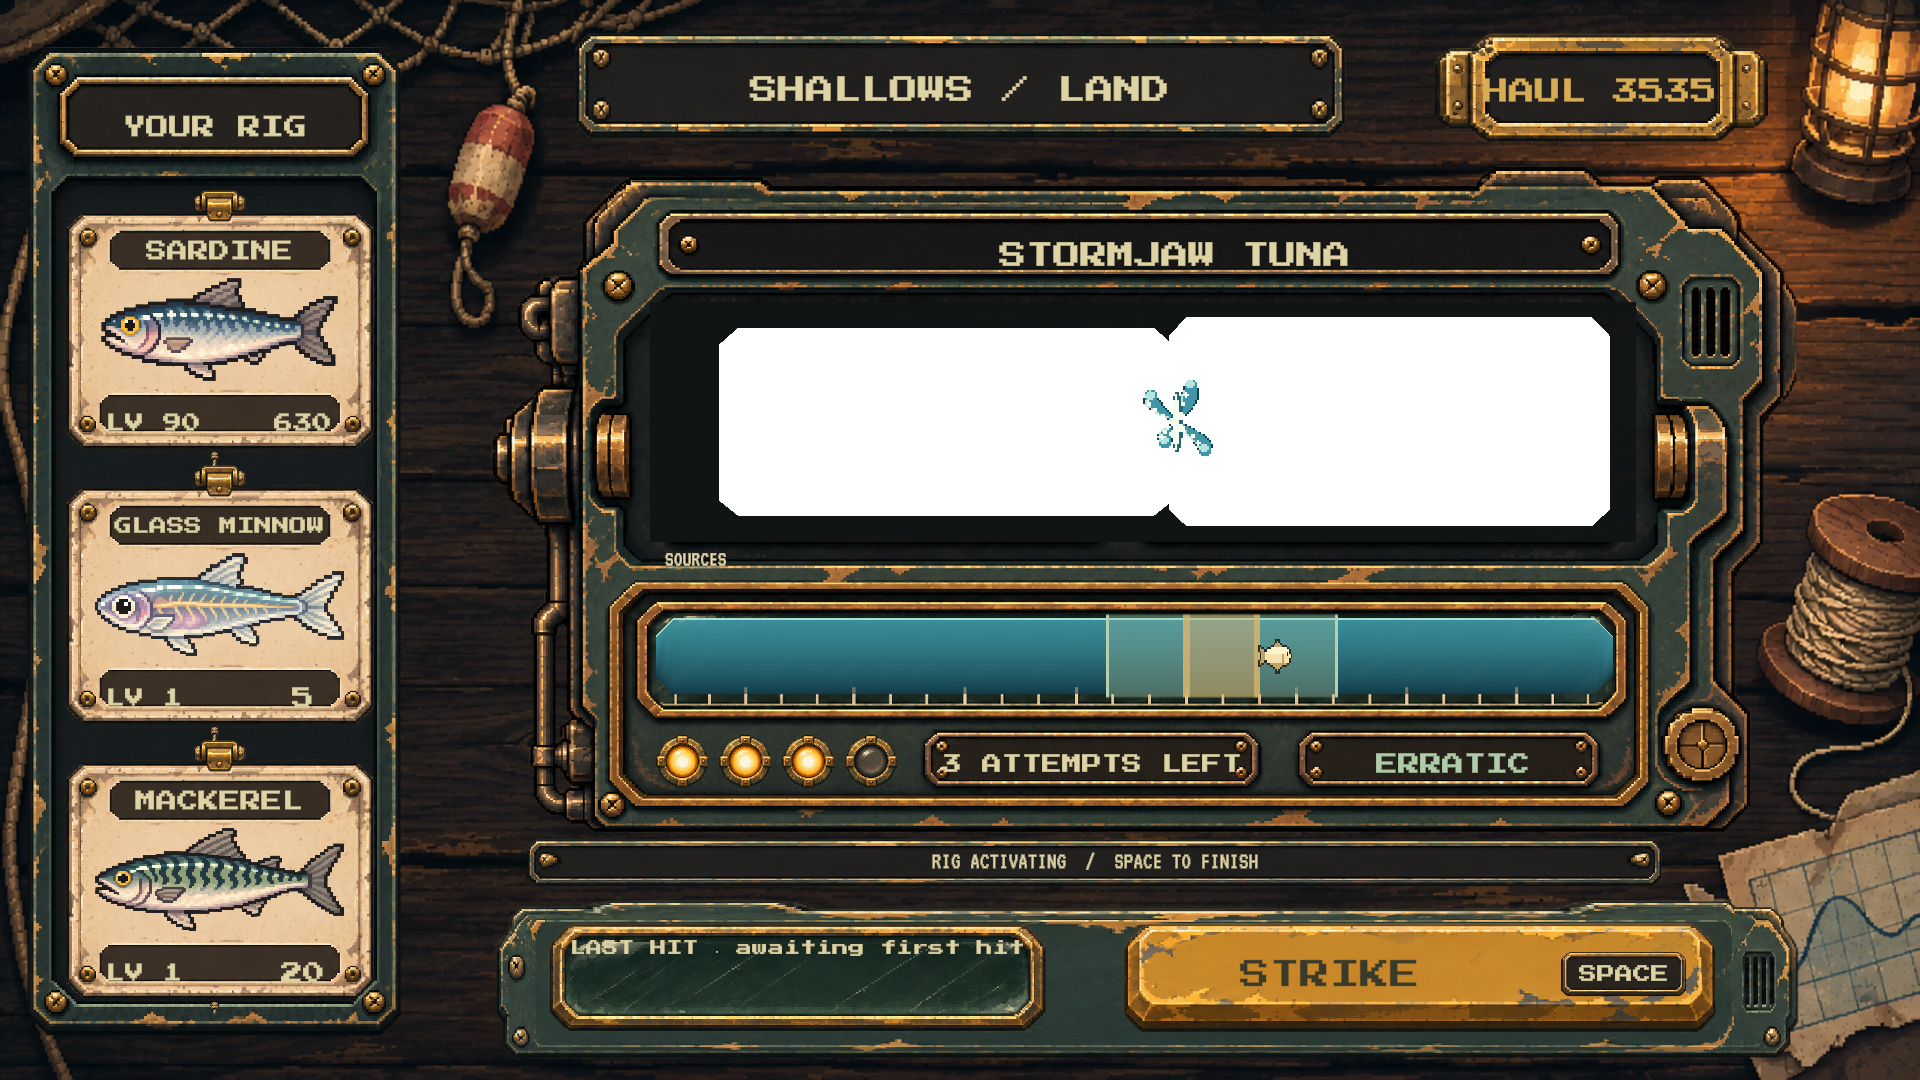 YOUR RIG
SARDINE
LV 90 630
GLASS MINNOW
LV 1 5
MACKEREL
LV 1 20
SHALLOWS / LAND
HAUL 3535
STORMJAW TUNA
SOURCES
3 ATTEMPTS LEFT
ERRATIC
RIG ACTIVATING / SPACE TO FINISH
LAST HIT . awaiting first hit
STRIKE SPACE